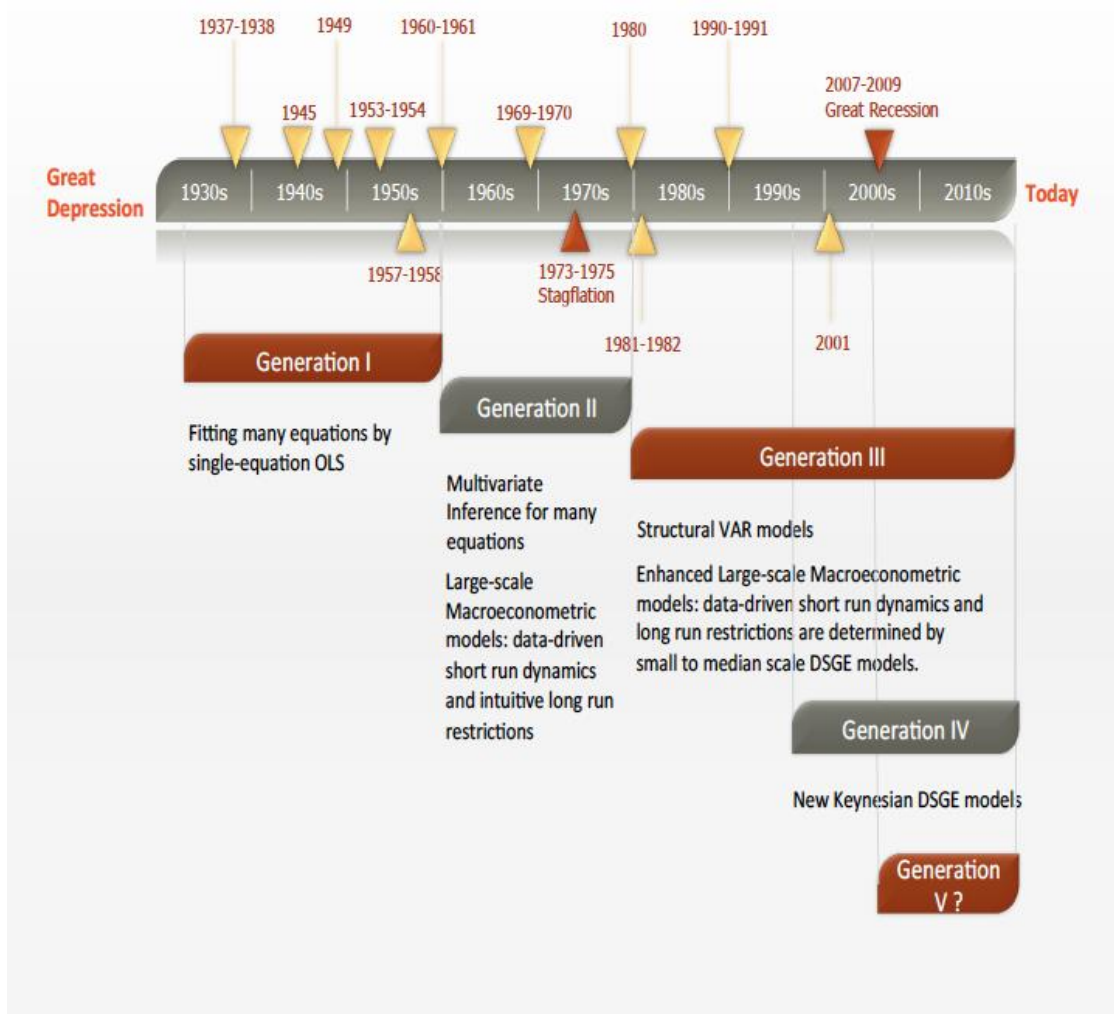 1937-1938
1949
1960-1961
1980
1990-1991
1945
1953-1954
1969-1970
2007-2009
Great Recession
Great
Depression
1930s
1940s
1950s
1960s
1970s
1980s
1990s
2000s
2010s
Today
1957-1958
1973-1975
Stagflation
1981-1982
2001
Generation I
Fitting many equations by
single-equation OLS
Generation II
Multivariate
Inference for many
equations
Large-scale
Macroeconometric
models: data-driven
short run dynamics
and intuitive long run
restrictions
Generation III
Structural VAR models
Enhanced Large-scale Macroeconometric
models: data-driven short run dynamics and
long run restrictions are determined by
small to median scale DSGE models.
Generation IV
New Keynesian DSGE models
Generation
V ?